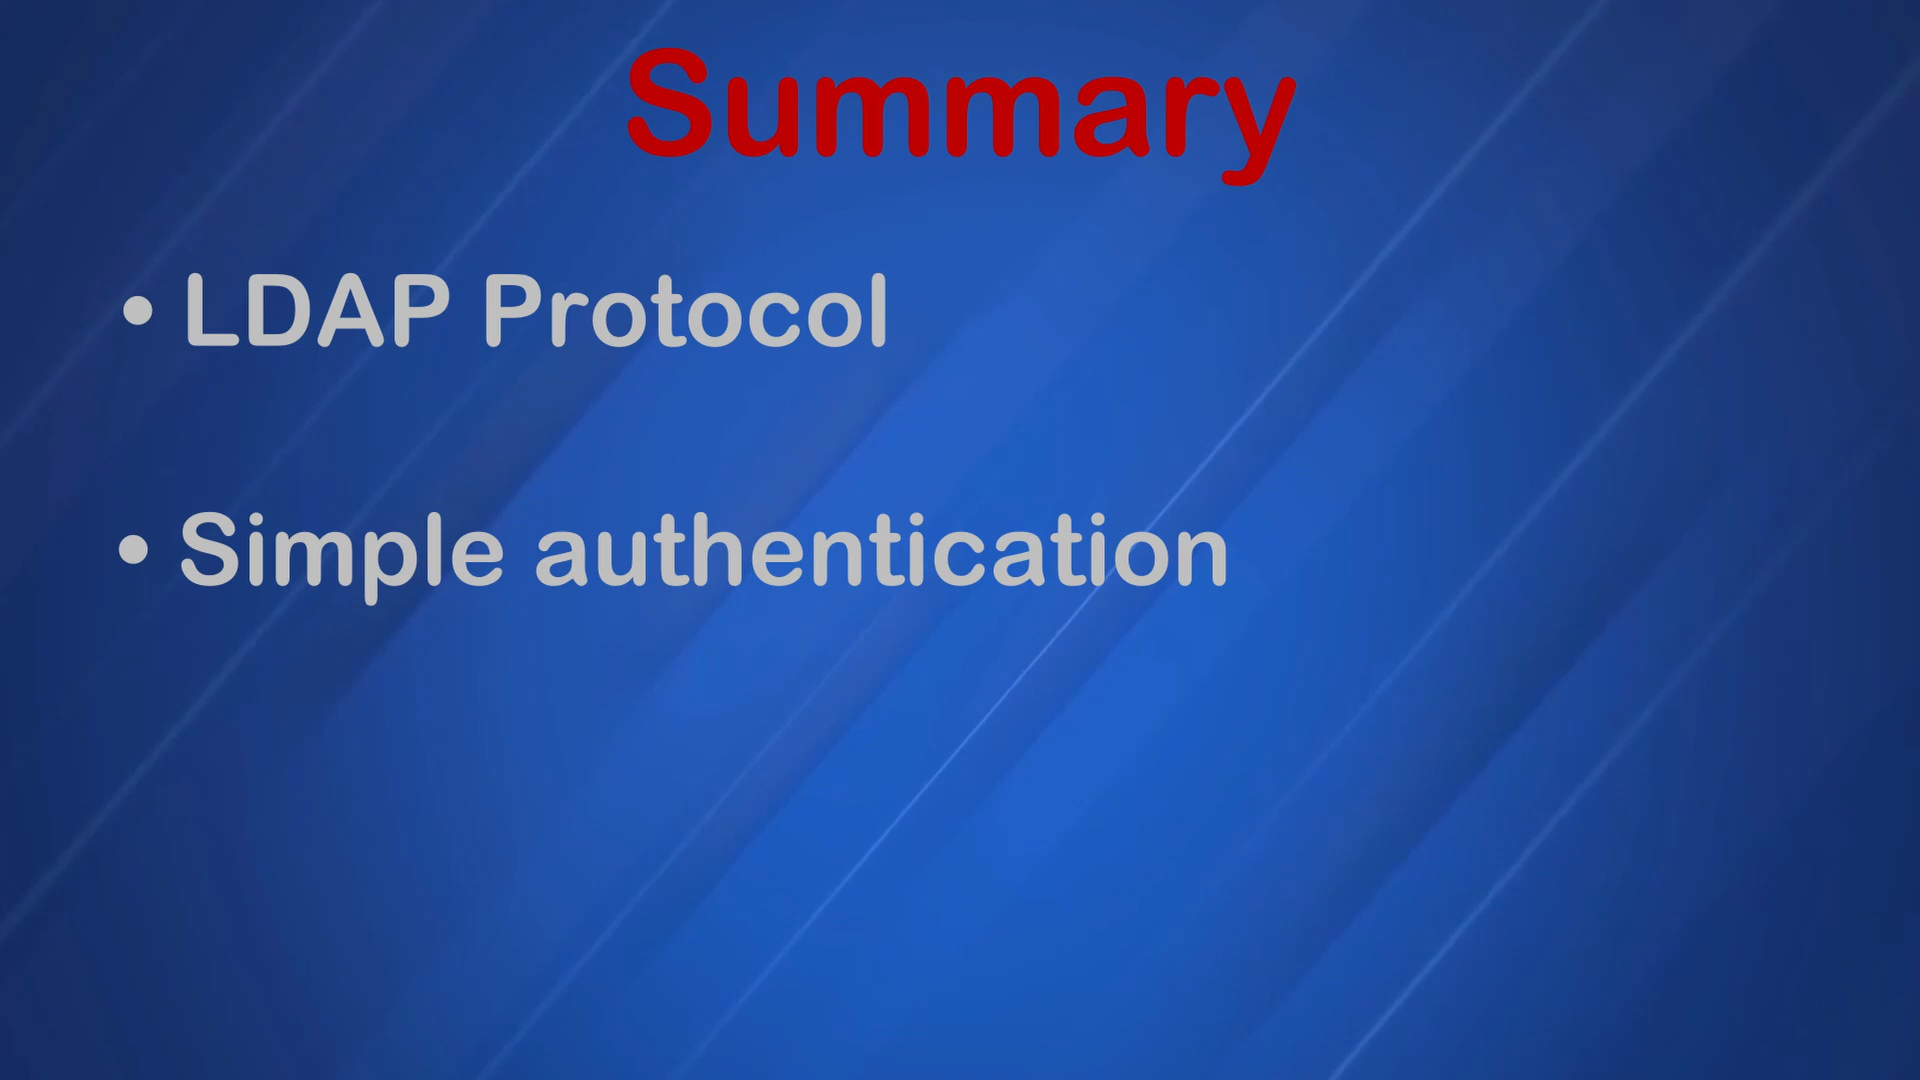 Summary
• LDAP Protocol
• Simple authentication